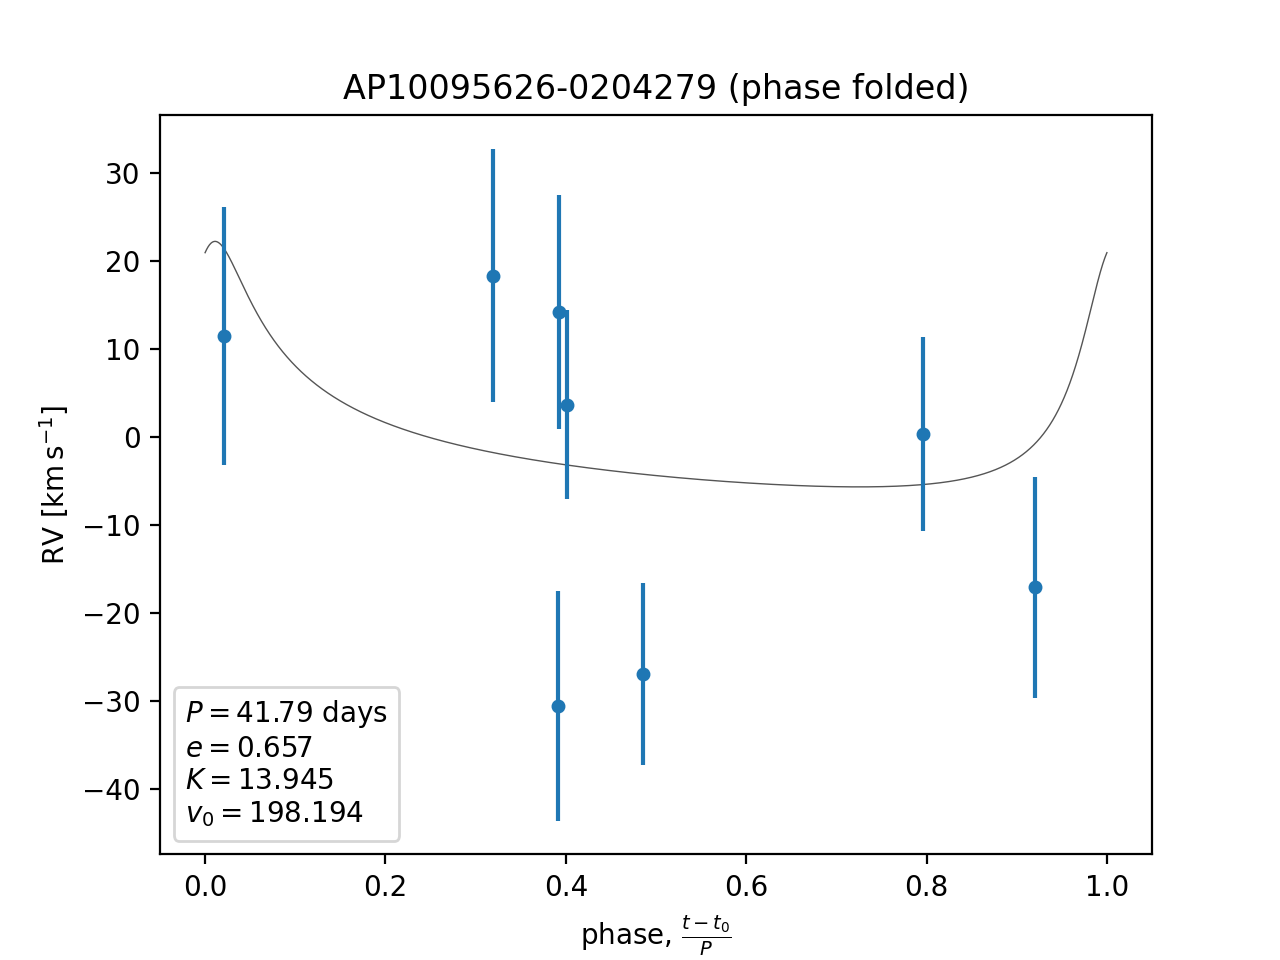 AP10095626-0204279 (phase folded)
RV [km s⁻¹]
30
20
10
0
−10
−20
−30
−40
P = 41.79 days
e = 0.657
K = 13.945
v₀ = 198.194
0.0 0.2 0.4 0.6 0.8 1.0
phase, (t − t₀)/P